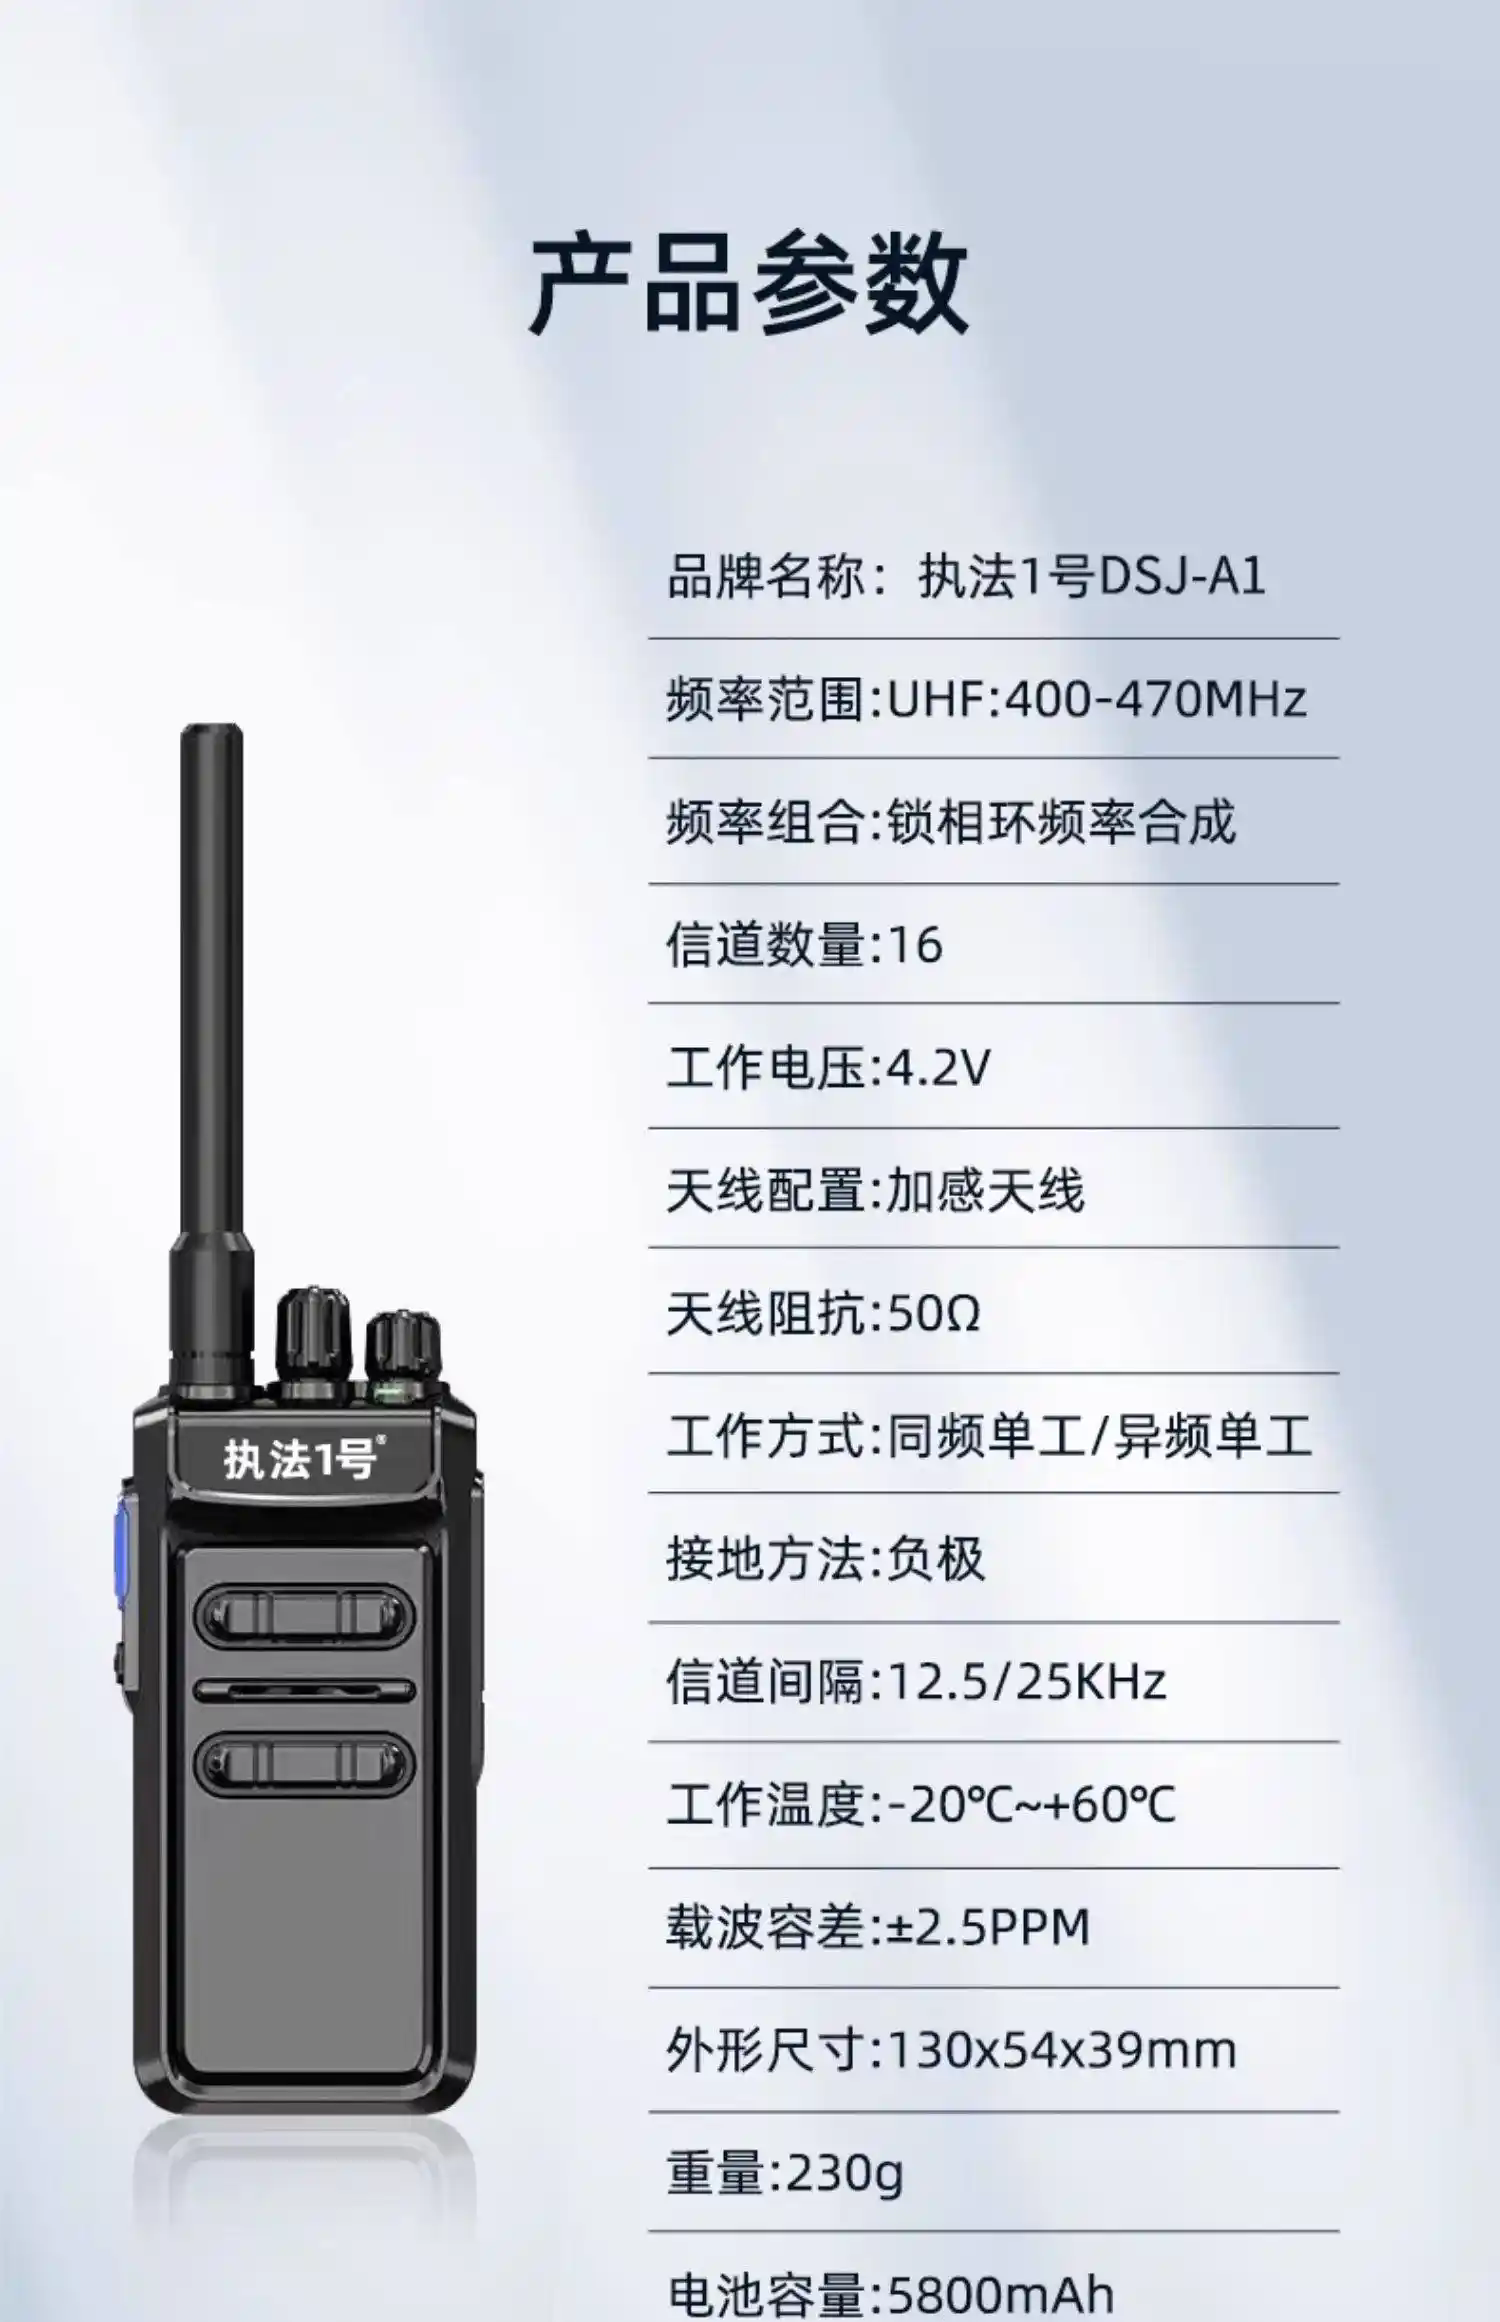 产品参数
品牌名称：执法1号DSJ-A1
频率范围:UHF:400-470MHz
频率组合:锁相环频率合成
信道数量:16
工作电压:4.2V
天线配置:加感天线
天线阻抗:50Ω
工作方式:同频单工/异频单工
执法1号®
接地方法:负极
信道间隔:12.5/25KHz
工作温度:-20℃~+60℃
载波容差:±2.5PPM
外形尺寸:130x54x39mm
重量:230g
电池容量:5800mAh